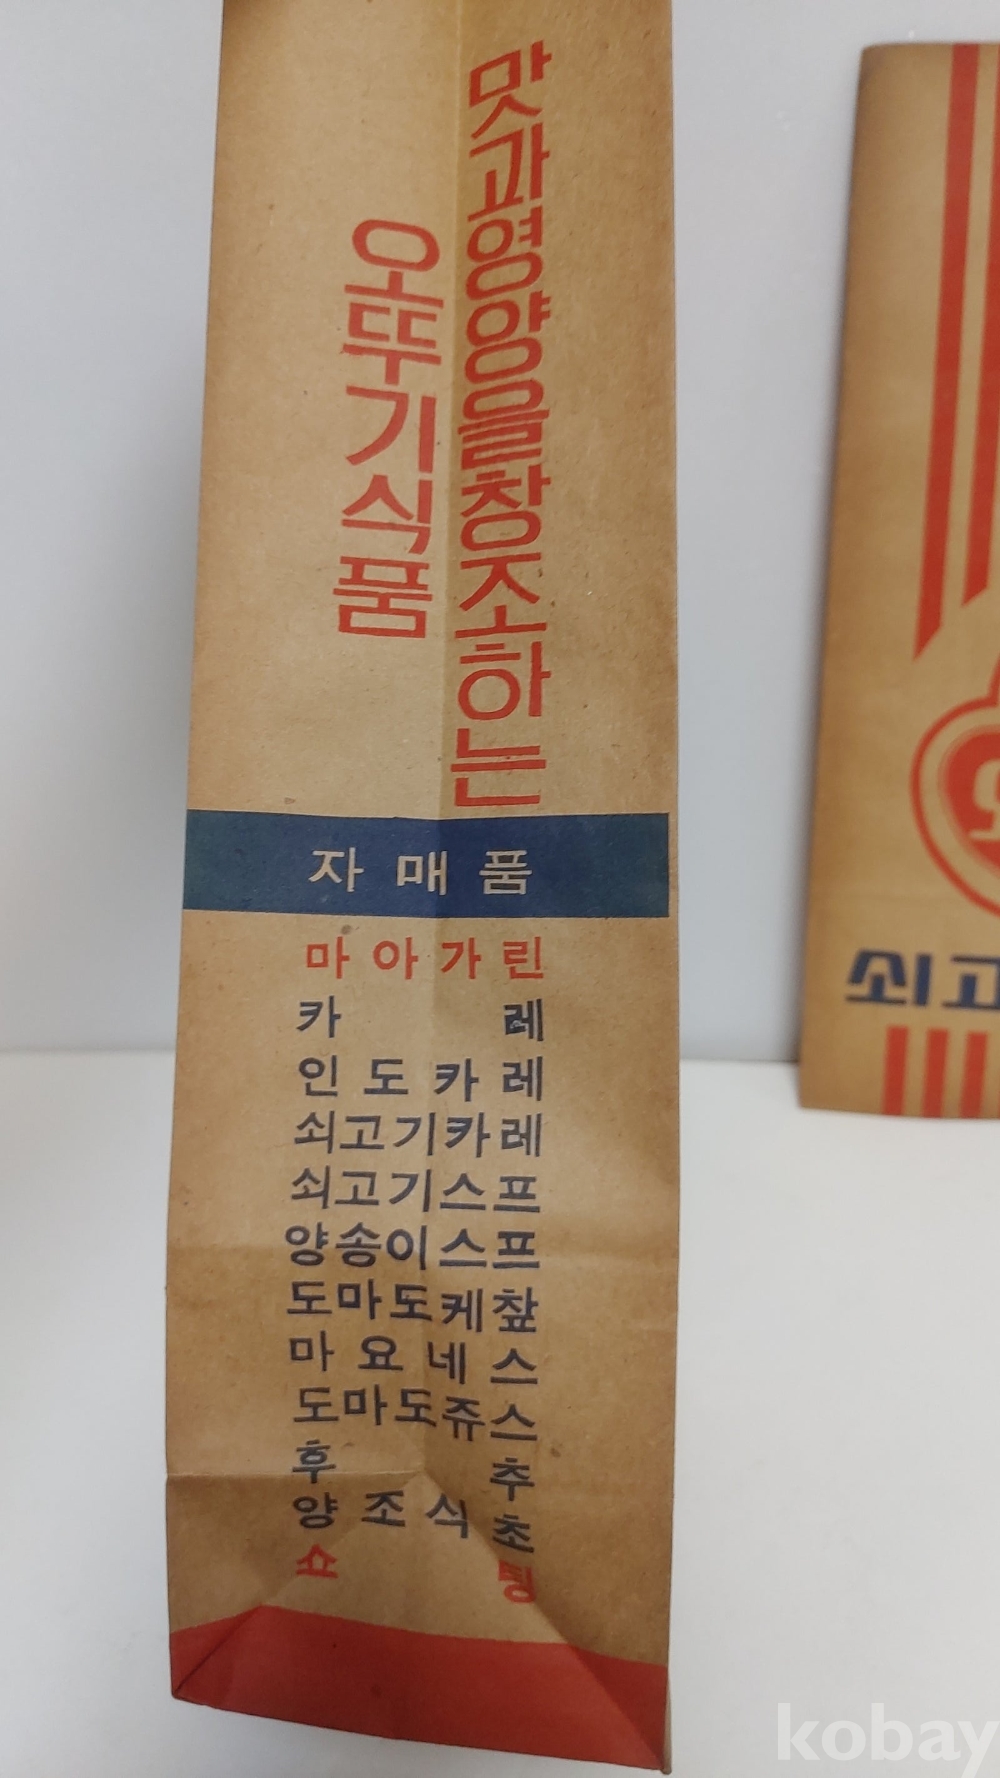 맛과영양을창조하는
오뚜기식품
자매품
마아가린
카레
인도카레
쇠고기카레
쇠고기스프
양송이스프
도마도케찾
마요네스
도마도쥬스
후추
양조식초
쇼팅
쇠고
kobay